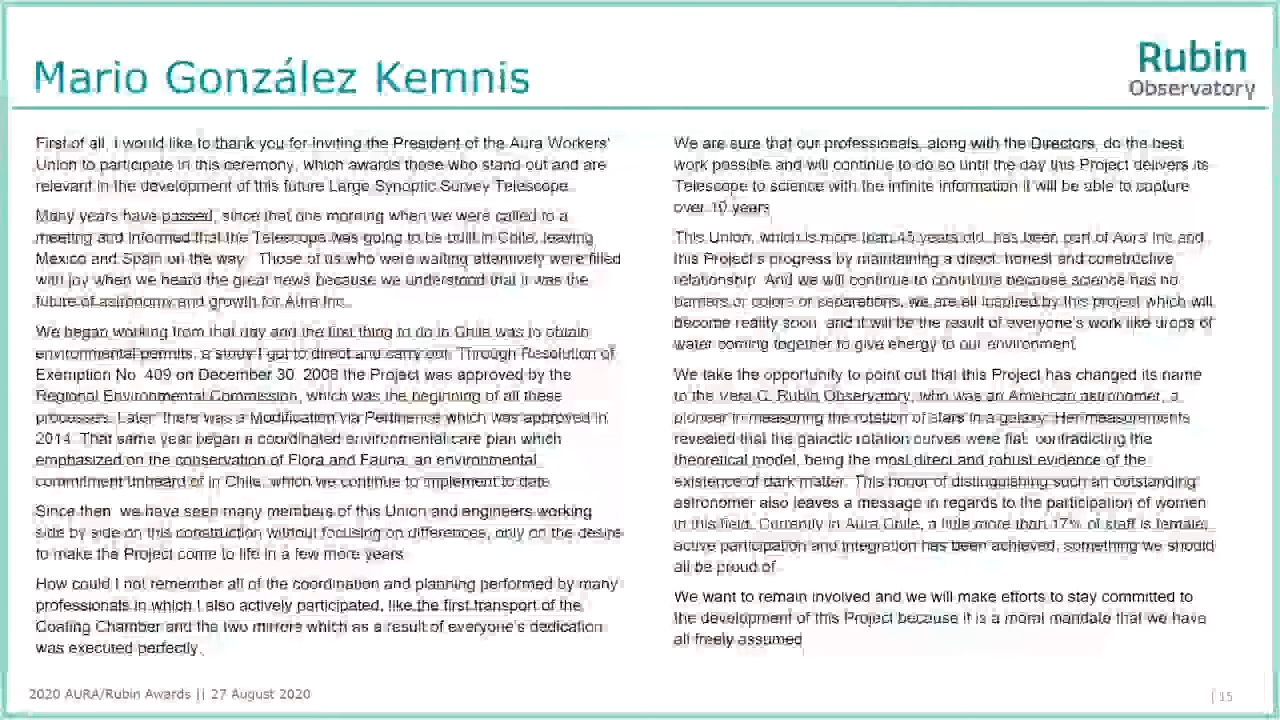 Mario González Kemnis
Rubin
Observatory
First of all, I would like to thank you for inviting the President of the Aura Workers'
Union to participate in this ceremony, which awards those who stand out and are
relevant in the development of this future Large Synoptic Survey Telescope.
Many years have passed, since that one morning when we were called to a
meeting and informed that the Telescope was going to be built in Chile, leaving
Mexico and Spain on the way. Those of us who were waiting attentively were filled
with joy when we heard the great news because we understood that it was the
future of astronomy and growth for Aura Inc.
We began working from that day and the first thing to do in Chile was to obtain
environmental permits, a study I got to direct and carry out. Through Resolution of
Exemption No. 409 on December 30, 2008 the Project was approved by the
Regional Environmental Commission, which was the beginning of all these
processes. Later there was a Modification via Pertinence which was approved in
2014. That same year began a coordinated environmental care plan which
emphasized on the conservation of Flora and Fauna, an environmental
commitment unheard of in Chile, which we continue to implement to date.
Since then we have seen many members of this Union and engineers working
side by side on this construction without focusing on differences, only on the desire
to make the Project come to life in a few more years.
How could I not remember all of the coordination and planning performed by many
professionals in which I also actively participated, like the first transport of the
Coating Chamber and the two mirrors which as a result of everyone's dedication
was executed perfectly.
We are sure that our professionals, along with the Directors, do the best
work possible and will continue to do so until the day this Project delivers its
Telescope to science with the infinite information it will be able to capture
over 10 years.
This Union, which is more than 45 years old, has been part of Aura Inc and
this Project's progress by maintaining a direct, honest and constructive
relationship. And we will continue to contribute because science has no
barriers or colors or separations, we are all inspired by this project which will
become reality soon, and it will be the result of everyone's work like drops of
water coming together to give energy to our environment.
We take the opportunity to point out that this Project has changed its name
to the Vera C. Rubin Observatory, who was an American astronomer, a
pioneer in measuring the rotation of stars in a galaxy. Her measurements
revealed that the galactic rotation curves were flat, contradicting the
theoretical model, being the most direct and robust evidence of the
existence of dark matter. This honor of distinguishing such an outstanding
astronomer also leaves a message in regards to the participation of women
in this field. Currently in Aura Chile, a little more than 17% of staff is female,
active participation and integration has been achieved, something we should
all be proud of.
We want to remain involved and we will make efforts to stay committed to
the development of this Project because it is a moral mandate that we have
all freely assumed.
2020 AURA/Rubin Awards || 27 August 2020
| 15